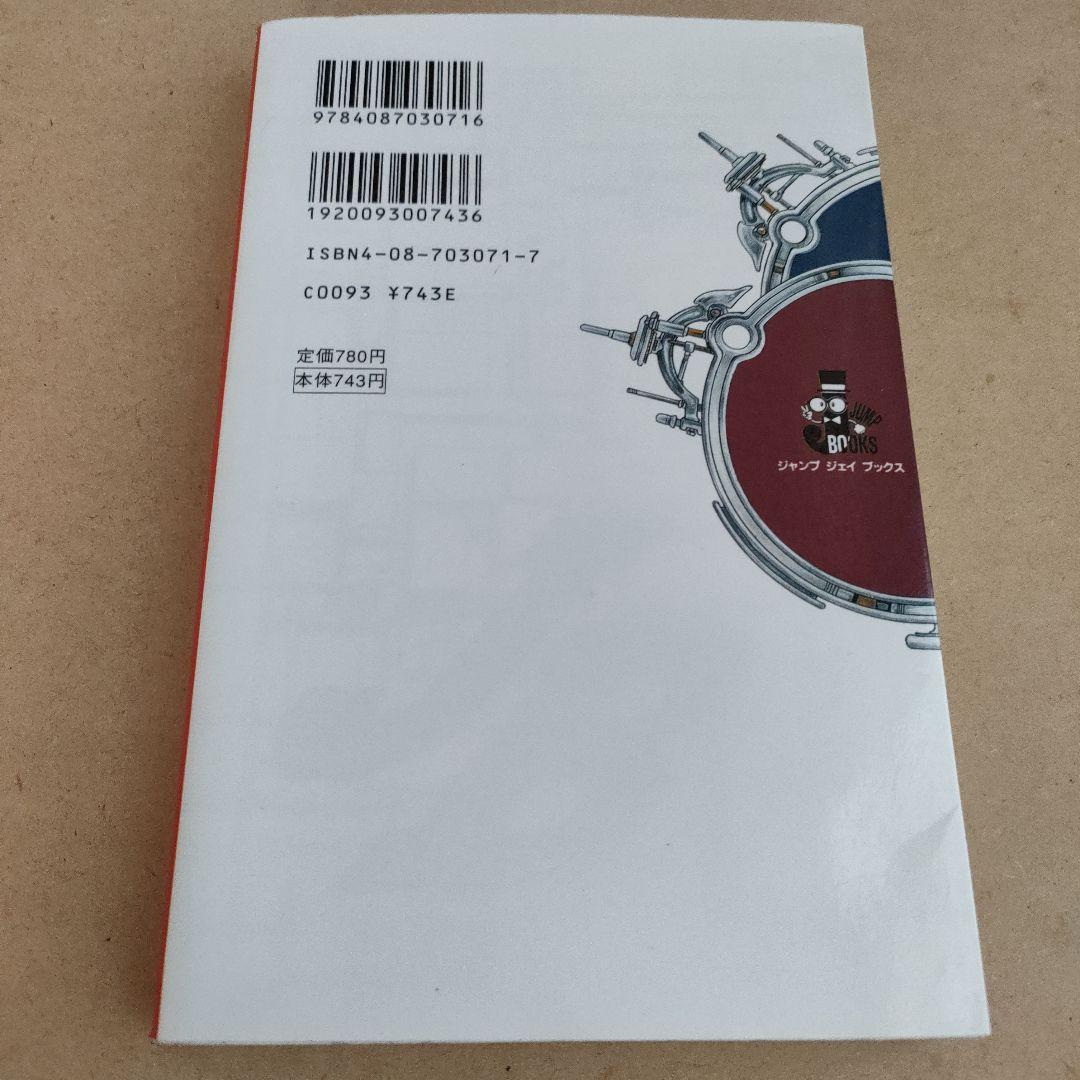 9784087030716
1920093007436
ISBN4-08-703071-7
C0093 ¥743E
定価780円
本体743円
JUMP
BOOKS
ジャンプ ジェイ ブックス